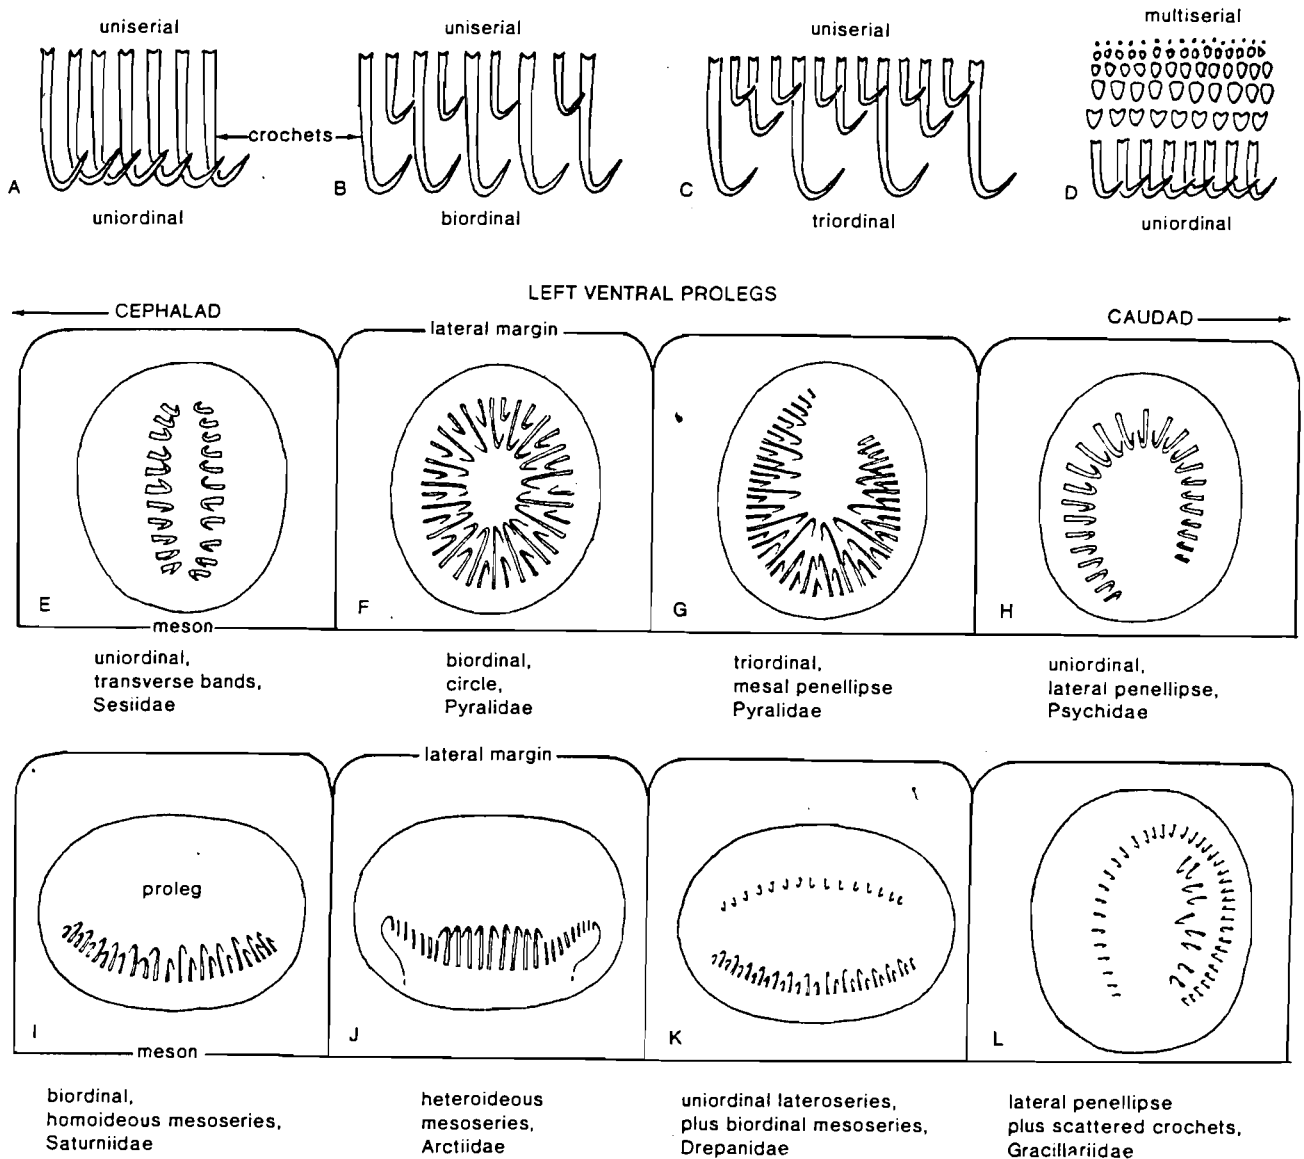 uniserial
uniserial
uniserial
multiserial
crochets
A
B
C
D
uniordinal
biordinal
triordinal
uniordinal
LEFT VENTRAL PROLEGS
CEPHALAD
lateral margin
CAUDAD
E
F
G
H
meson
uniordinal,
transverse bands,
Sesiidae
biordinal,
circle,
Pyralidae
triordinal,
mesal penellipse
Pyralidae
uniordinal,
lateral penellipse,
Psychidae
lateral margin
proleg
I
J
K
L
meson
biordinal,
homoideous mesoseries,
Saturniidae
heteroideous
mesoseries,
Arctiidae
uniordinal lateroseries,
plus biordinal mesoseries,
Drepanidae
lateral penellipse
plus scattered crochets,
Gracillariidae